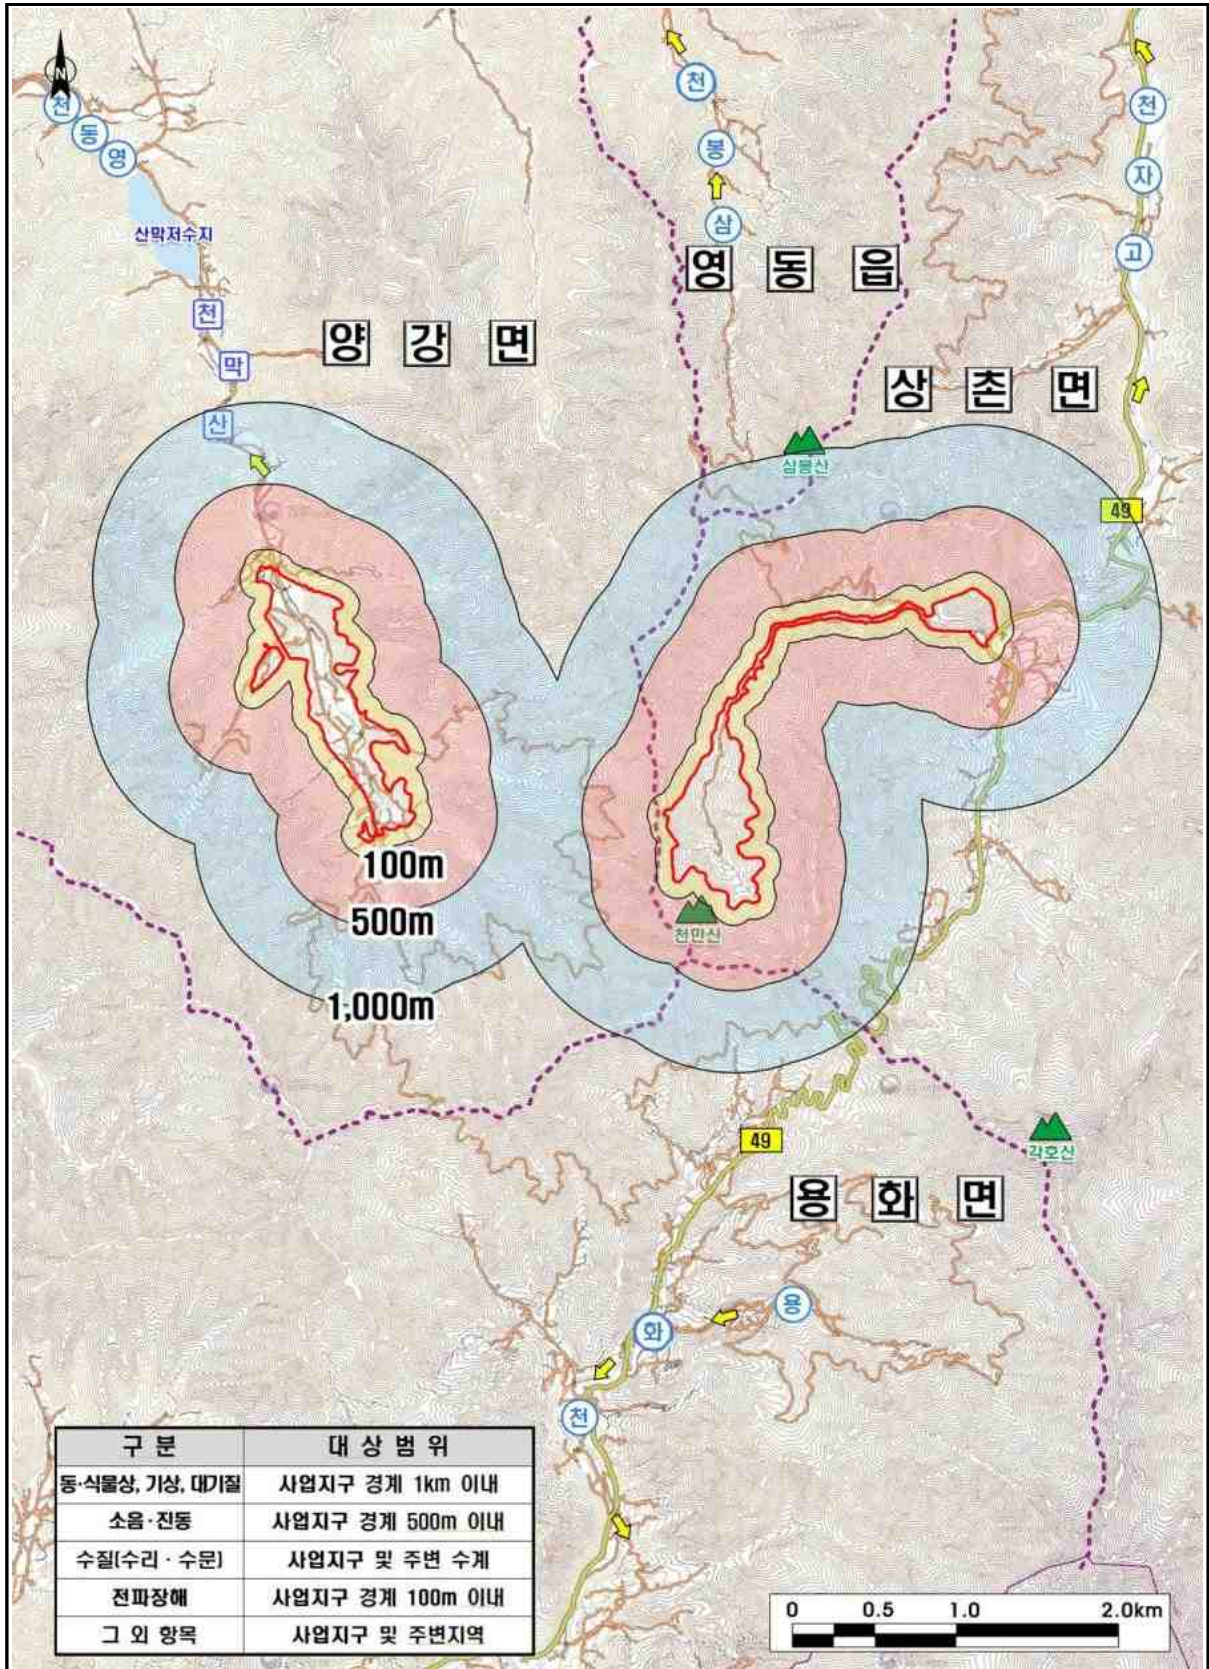 N
천
동
영
산막저수지
천
막
산
양 강 면
천
봉
삼
영 동 읍
천
자
고
상 촌 면
삼봉산
49
100m
500m
1,000m
천만산
49
각호산
용 화 면
용
화
천
구 분 대 상 범 위
동·식물상, 기상, 대기질 사업지구 경계 1km 이내
소음·진동 사업지구 경계 500m 이내
수질(수리 · 수문) 사업지구 및 주변 수계
전파장해 사업지구 경계 100m 이내
그 외 항목 사업지구 및 주변지역
0 0.5 1.0 2.0km